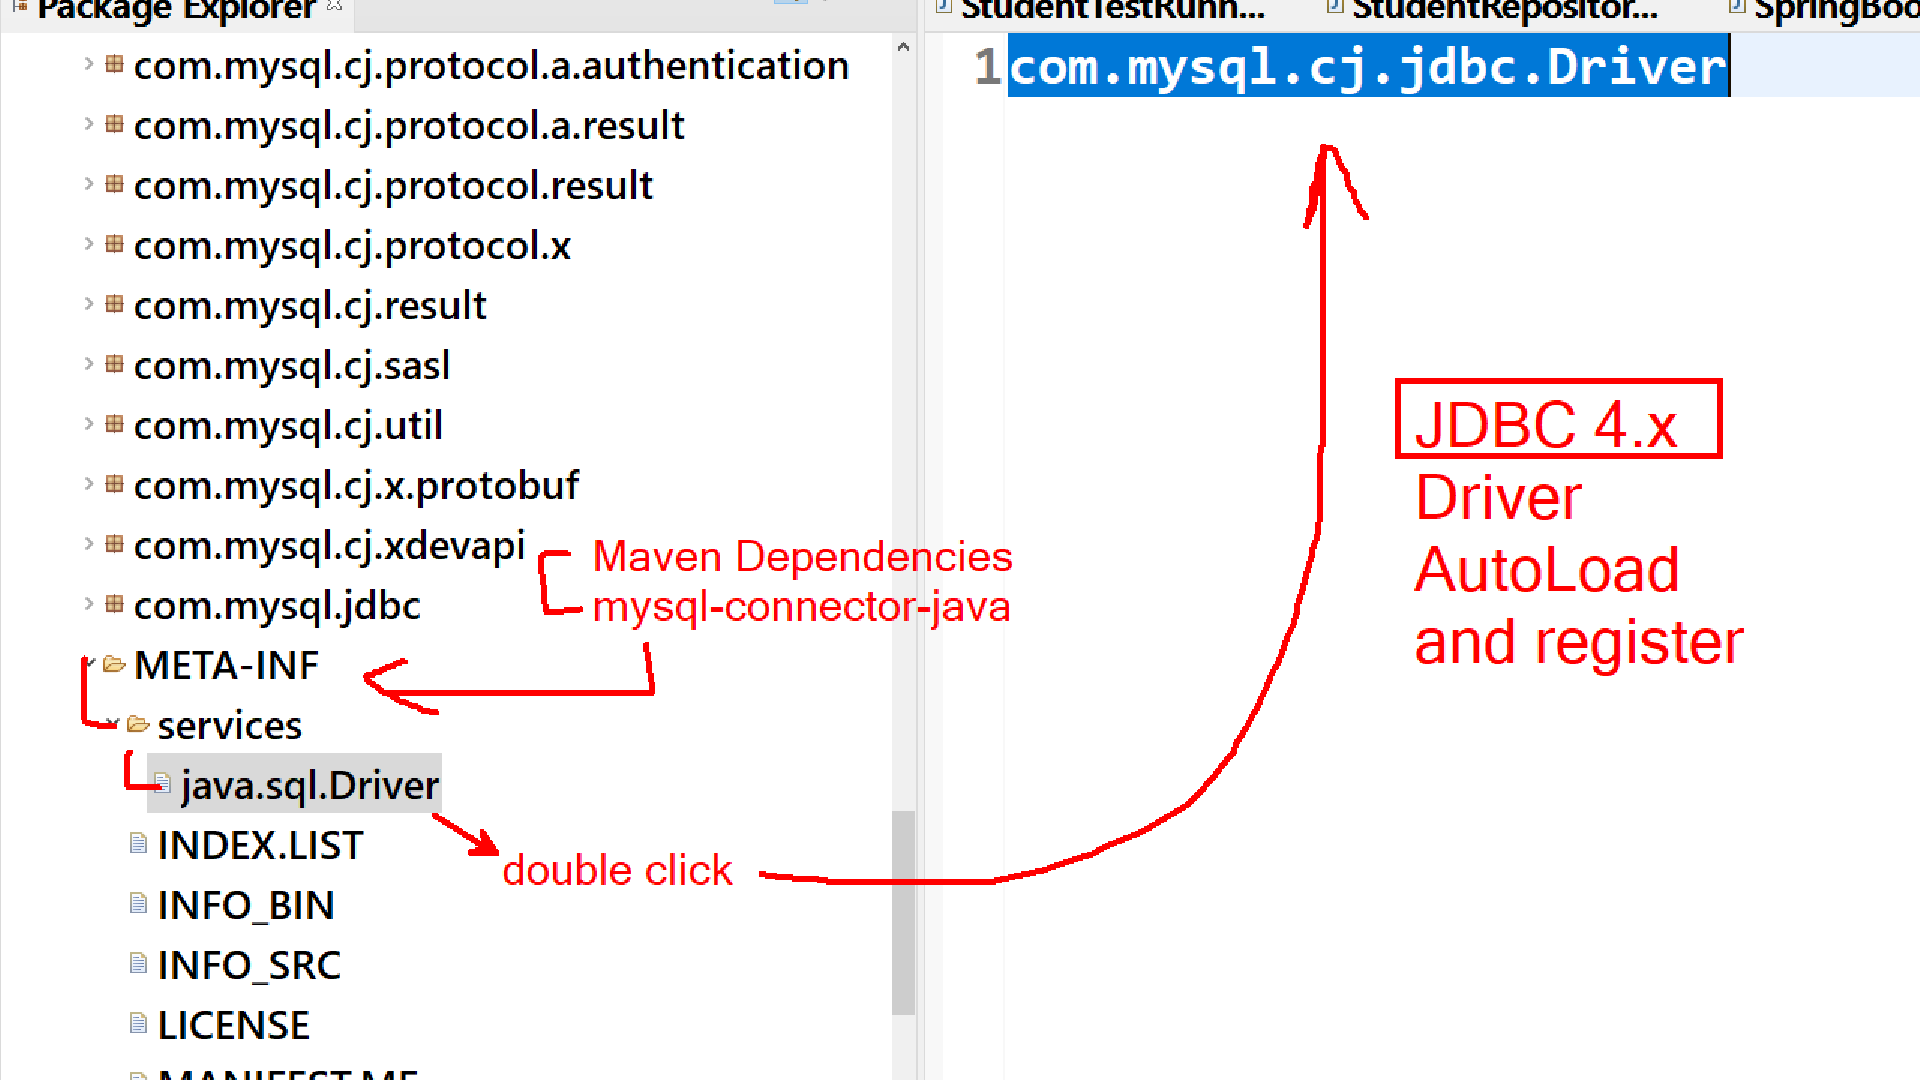 Package Explorer
com.mysql.cj.protocol.a.authentication
com.mysql.cj.protocol.a.result
com.mysql.cj.protocol.result
com.mysql.cj.protocol.x
com.mysql.cj.result
com.mysql.cj.sasl
com.mysql.cj.util
com.mysql.cj.x.protobuf
com.mysql.cj.xdevapi
com.mysql.jdbc
META-INF
services
java.sql.Driver
INDEX.LIST
INFO_BIN
INFO_SRC
LICENSE
MANIFEST.MF
Maven Dependencies
mysql-connector-java
double click
StudentTestRunn... StudentRepositor... SpringBoo
1 com.mysql.cj.jdbc.Driver
JDBC 4.x
Driver
AutoLoad
and register